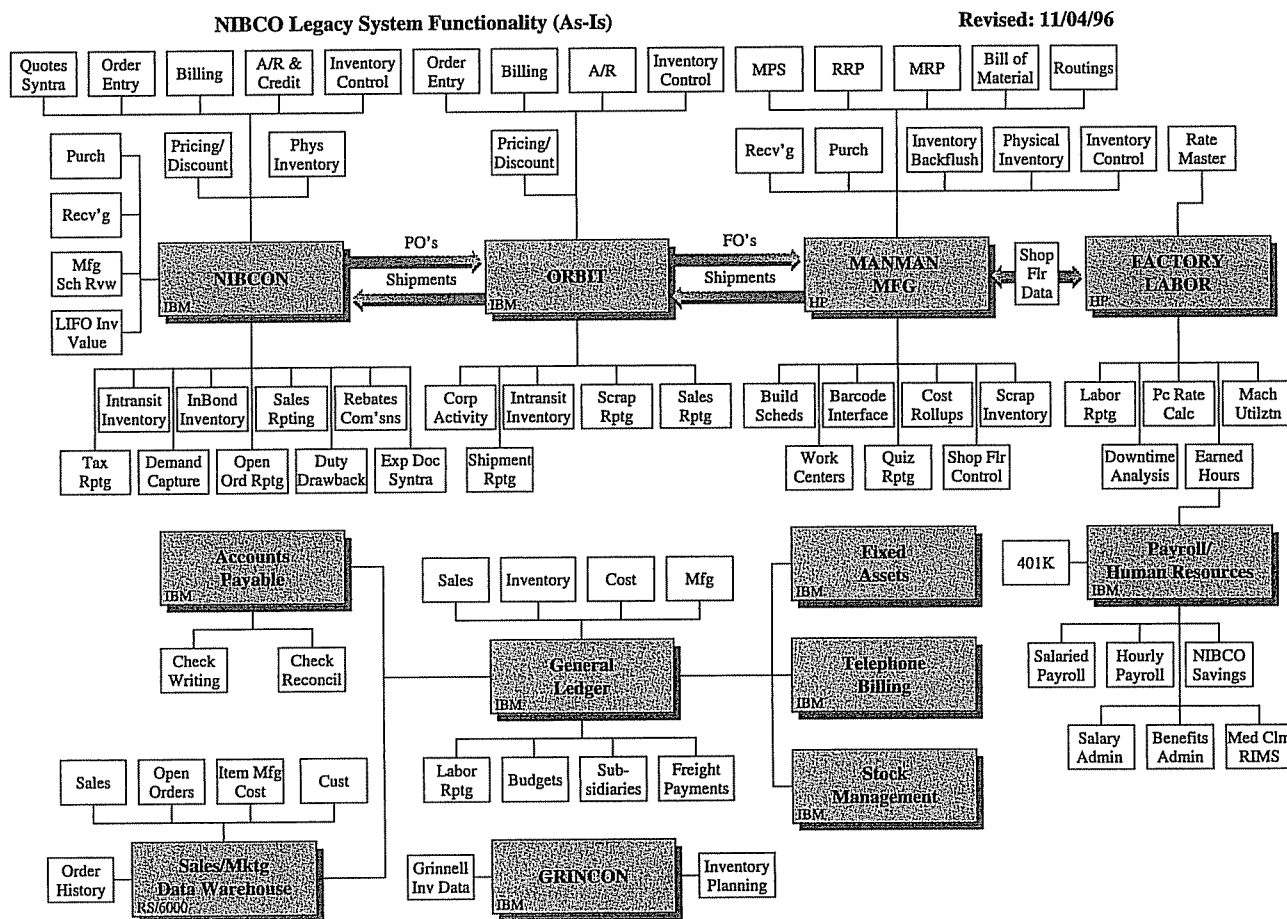 NIBCO Legacy System Functionality (As-Is)
Revised: 11/04/96
Quotes
Syntra
Order
Entry
Billing
A/R &
Credit
Inventory
Control
Order
Entry
Billing
A/R
Inventory
Control
MPS
RRP
MRP
Bill of
Material
Routings
Purch
Pricing/
Discount
Phys
Inventory
Pricing/
Discount
Recv'g
Purch
Inventory
Backflush
Physical
Inventory
Inventory
Control
Rate
Master
Recv'g
Mfg
Sch Rvw
LIFO Inv
Value
NIBCON
IBM
PO's
Shipments
ORBIT
IBM
FO's
Shipments
MANMAN
MFG
HP
Shop
Flr
Data
FACTORY
LABOR
HP
Intransit
Inventory
InBond
Inventory
Sales
Rpting
Rebates
Com'sns
Tax
Rptg
Demand
Capture
Open
Ord Rptg
Duty
Drawback
Exp Doc
Syntra
Corp
Activity
Intransit
Inventory
Scrap
Rptg
Sales
Rptg
Shipment
Rptg
Build
Scheds
Barcode
Interface
Cost
Rollups
Scrap
Inventory
Work
Centers
Quiz
Rptg
Shop Flr
Control
Labor
Rptg
Pc Rate
Calc
Mach
Utilztn
Downtime
Analysis
Earned
Hours
Accounts
Payable
IBM
Check
Writing
Check
Reconcil
Sales
Inventory
Cost
Mfg
General
Ledger
IBM
Labor
Rptg
Budgets
Sub-
sidiaries
Freight
Payments
Fixed
Assets
IBM
Telephone
Billing
IBM
Stock
Management
IBM
401K
Payroll/
Human Resources
IBM
Salaried
Payroll
Hourly
Payroll
NIBCO
Savings
Salary
Admin
Benefits
Admin
Med Clm
RIMS
Sales
Open
Orders
Item Mfg
Cost
Cust
Order
History
Sales/Mktg
Data Warehouse
RS/6000
Grinnell
Inv Data
GRINCON
IBM
Inventory
Planning